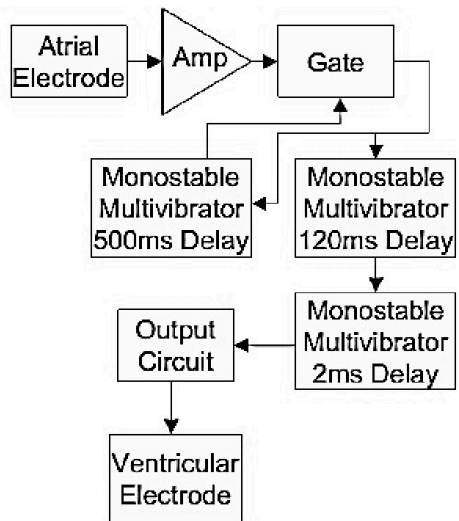 Atrial
Electrode
Amp
Gate
Monostable
Multivibrator
500ms Delay
Monostable
Multivibrator
120ms Delay
Monostable
Multivibrator
2ms Delay
Output
Circuit
Ventricular
Electrode